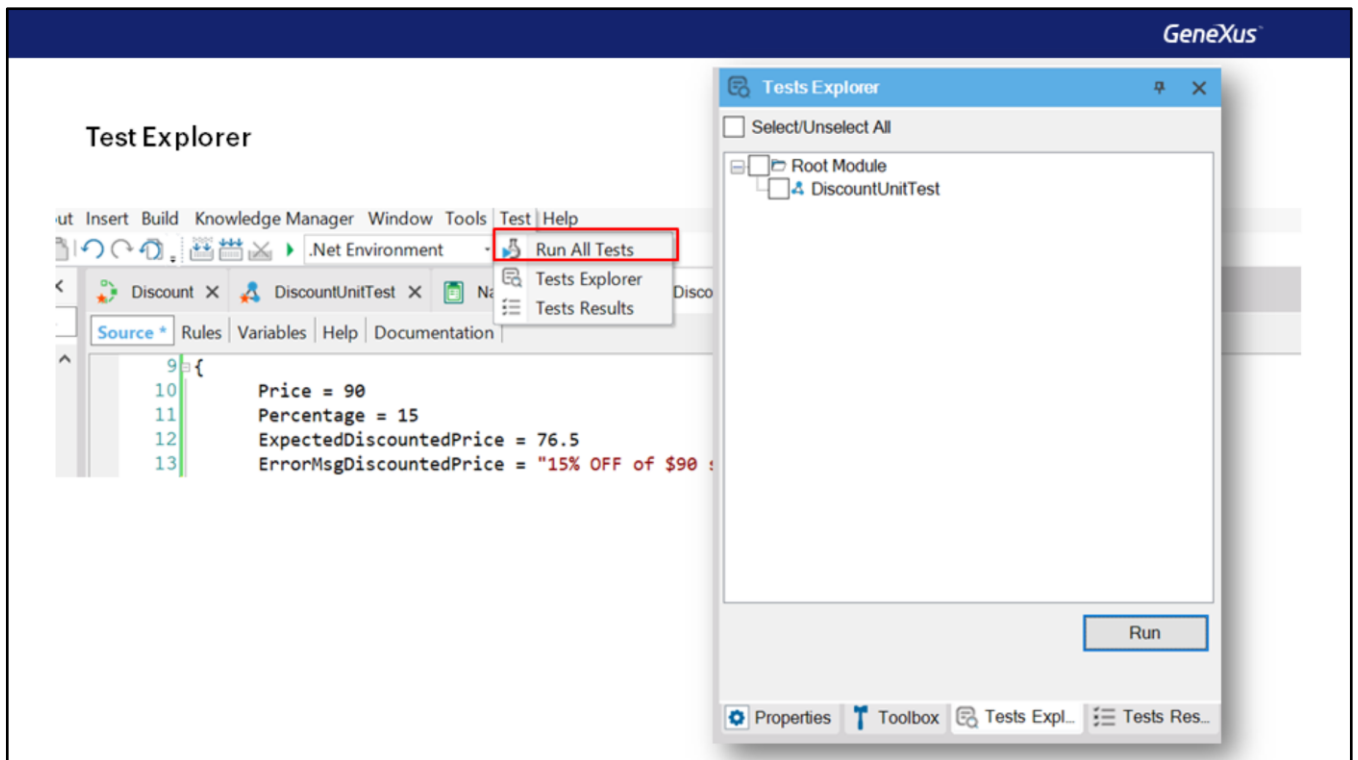 GeneXus
Test Explorer
Insert Build Knowledge Manager Window Tools Test Help
.Net Environment
Run All Tests
Tests Explorer
Tests Results
Discount DiscountUnitTest
Source * Rules Variables Help Documentation
9 {
10 Price = 90
11 Percentage = 15
12 ExpectedDiscountedPrice = 76.5
13 ErrorMsgDiscountedPrice = "15% OFF of $90
Tests Explorer
Select/Unselect All
Root Module
DiscountUnitTest
Run
Properties Toolbox Tests Expl... Tests Res...